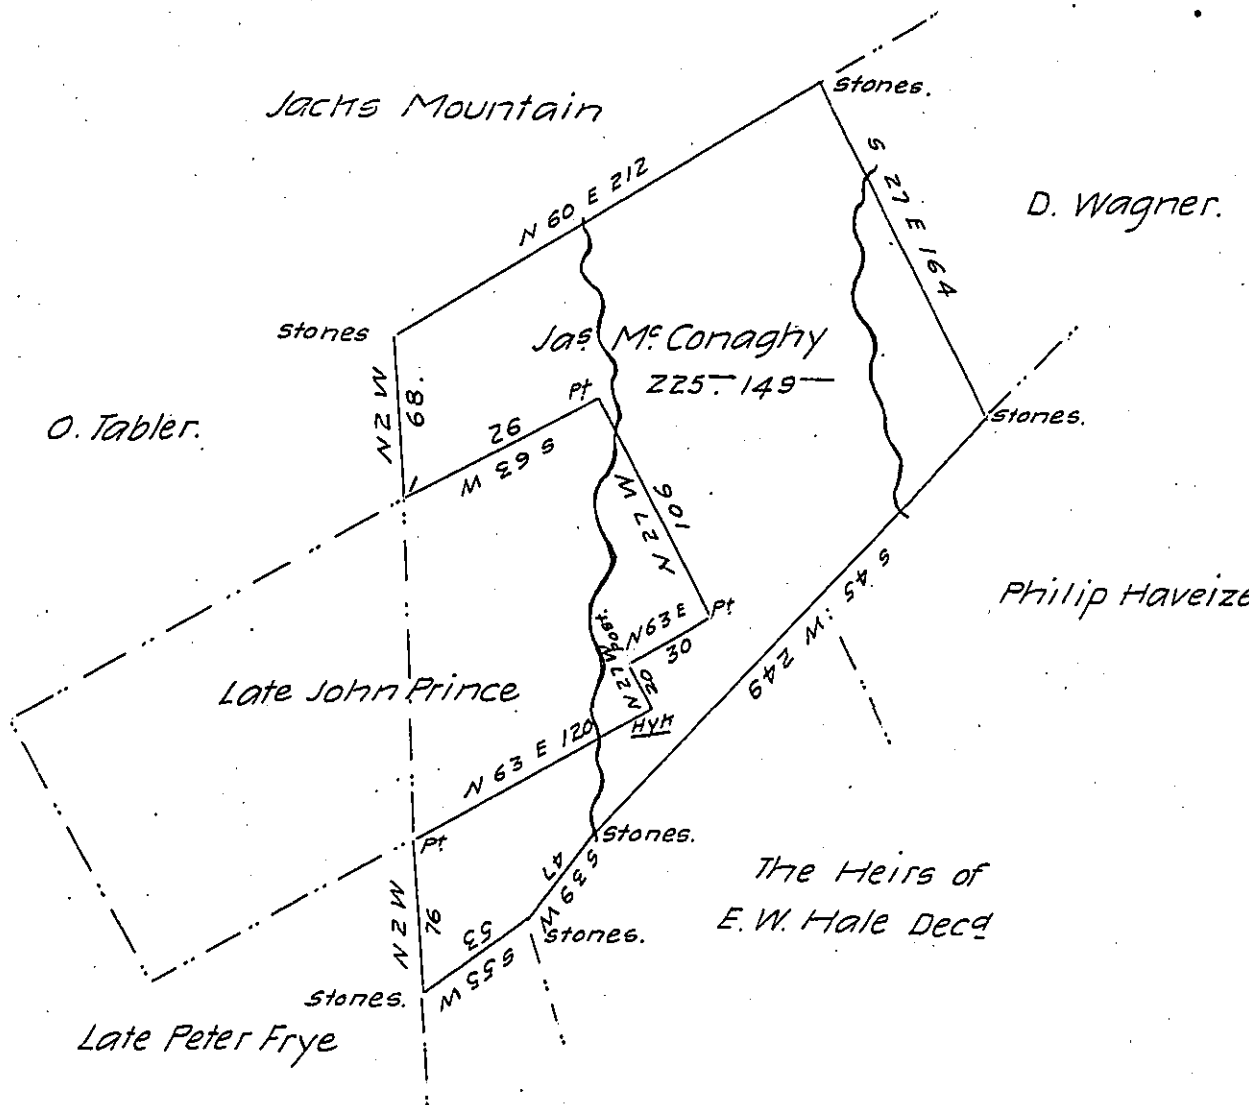 Jacks Mountain
stones.
N 60 E 212
S 27 E 164
D. Wagner.
stones
Jas McConaghy
225. 149
N 2 W
68.
pt
O. Tabler.
92
S 63 W
stones.
106
N 27 W
S 45 : W 249
Philip Haveize
post.
N 63 E
30
Pt
Late John Prince
N 27 W
20
HYK
N 63 E 120
pt
stones.
S 39 W
47
The Heirs of
E.W. Hale Decd
N 2 W
76
53
S 55 W
stones.
stones.
Late Peter Frye